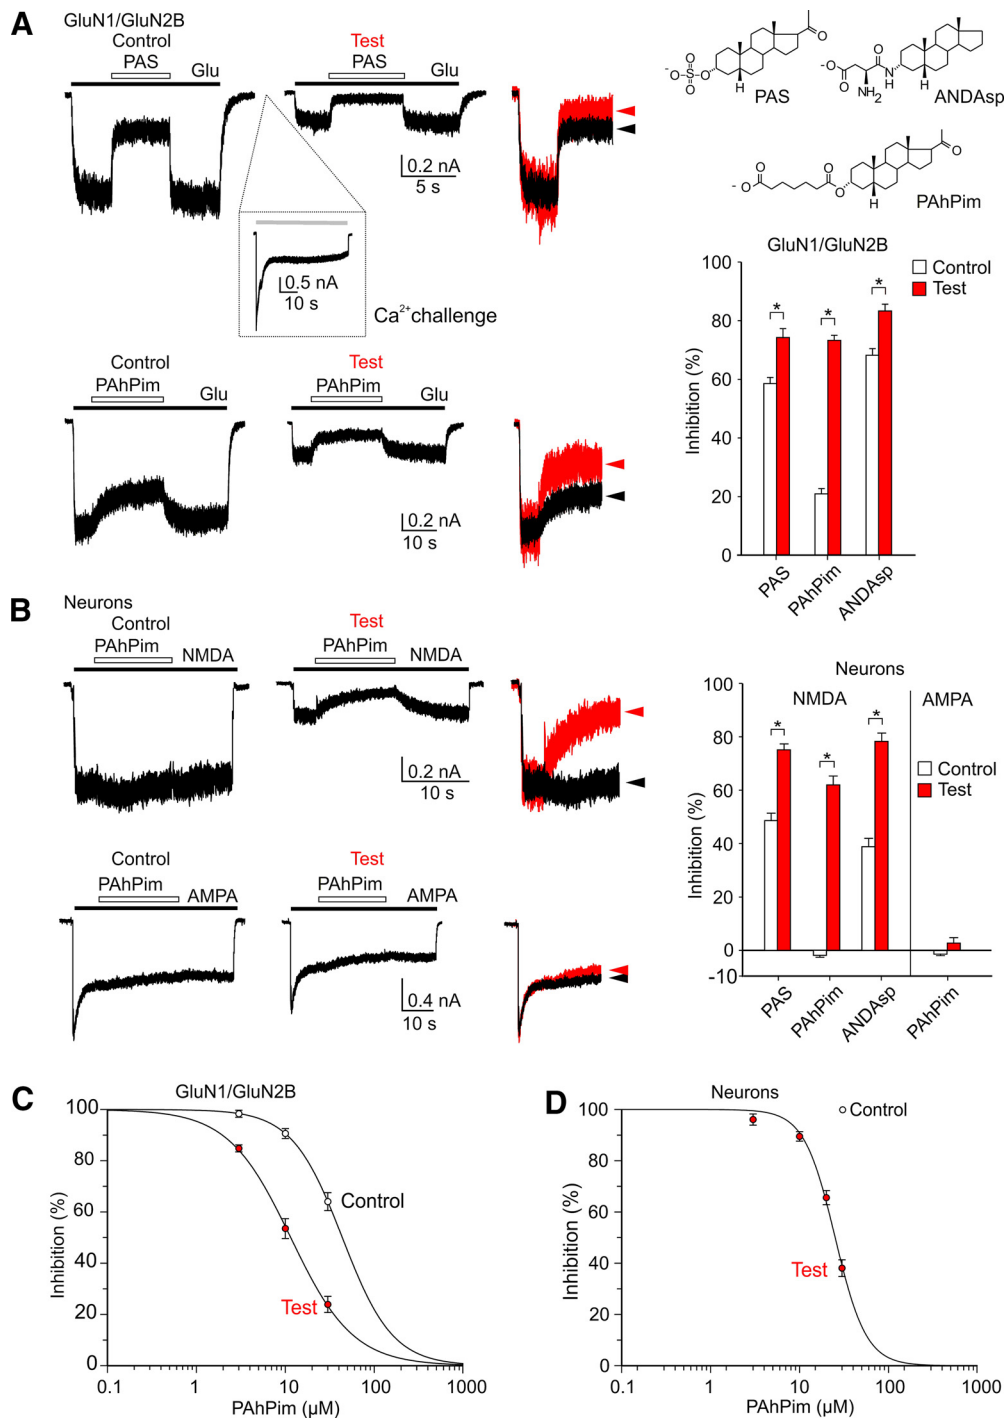 A
GluN1/GluN2B
Control
PAS
Glu
Test
PAS
Glu
0.2 nA
5 s
0.5 nA
10 s
Ca2+challenge
Control
PAhPim
Glu
Test
PAhPim
Glu
0.2 nA
10 s
-O
O
S
O
O
H
O
PAS
-O
O
O
NH2
N
H
H
ANDAsp
-O
O
O
O
H
O
PAhPim
GluN1/GluN2B
Control
Test
Inhibition (%)
100
80
60
40
20
0
* * *
PAS
PAhPim
ANDAsp
B
Neurons
Control
PAhPim
NMDA
Test
PAhPim
NMDA
0.2 nA
10 s
Control
PAhPim
AMPA
Test
PAhPim
AMPA
0.4 nA
10 s
Neurons
NMDA
AMPA
Control
Test
Inhibition (%)
100
80
60
40
20
0
-10
* * *
PAS
PAhPim
ANDAsp
PAhPim
C
GluN1/GluN2B
Inhibition (%)
100
80
60
40
20
0
Control
Test
0.1 1 10 100 1000
PAhPim (µM)
D
Neurons
Control
Inhibition (%)
100
80
60
40
20
0
Test
0.1 1 10 100 1000
PAhPim (µM)